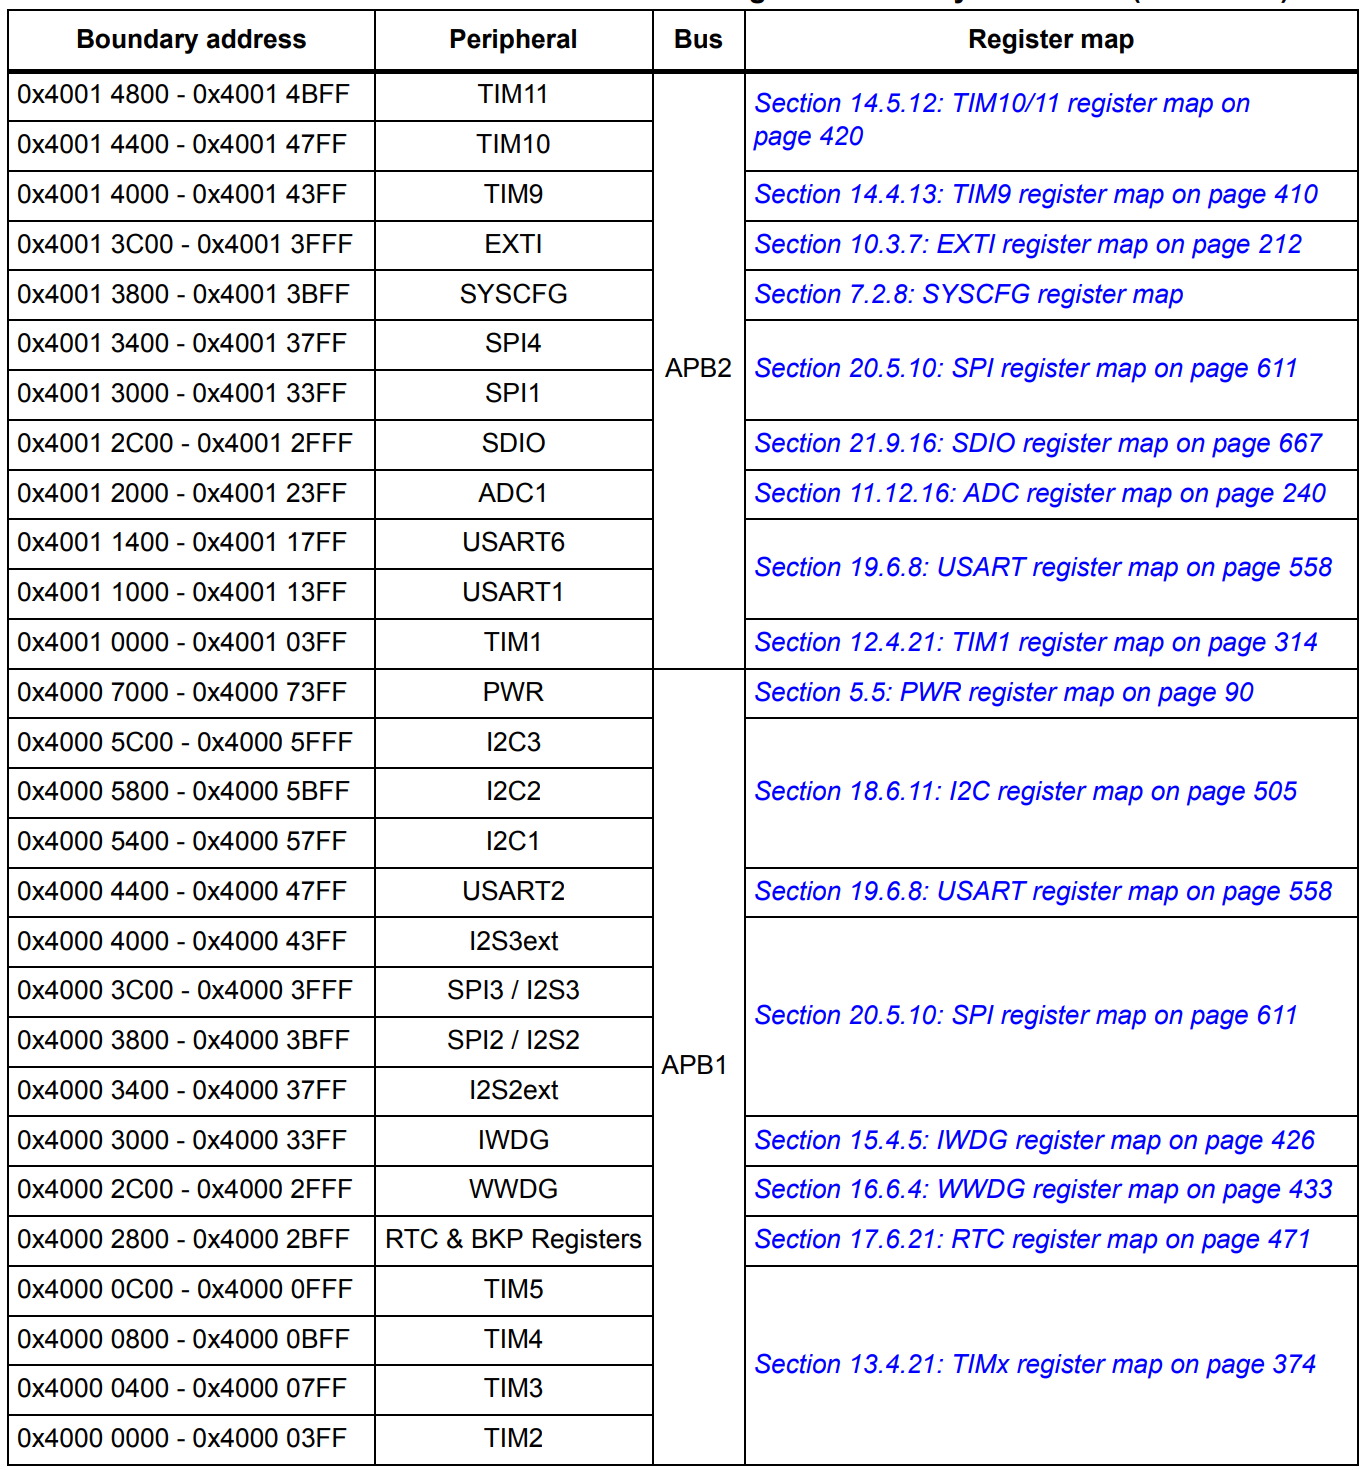 Boundary address Peripheral Bus Register map
0x4001 4800 - 0x4001 4BFF TIM11 APB2 Section 14.5.12: TIM10/11 register map on
page 420
0x4001 4400 - 0x4001 47FF TIM10
0x4001 4000 - 0x4001 43FF TIM9 Section 14.4.13: TIM9 register map on page 410
0x4001 3C00 - 0x4001 3FFF EXTI Section 10.3.7: EXTI register map on page 212
0x4001 3800 - 0x4001 3BFF SYSCFG Section 7.2.8: SYSCFG register map
0x4001 3400 - 0x4001 37FF SPI4 Section 20.5.10: SPI register map on page 611
0x4001 3000 - 0x4001 33FF SPI1
0x4001 2C00 - 0x4001 2FFF SDIO Section 21.9.16: SDIO register map on page 667
0x4001 2000 - 0x4001 23FF ADC1 Section 11.12.16: ADC register map on page 240
0x4001 1400 - 0x4001 17FF USART6 Section 19.6.8: USART register map on page 558
0x4001 1000 - 0x4001 13FF USART1
0x4001 0000 - 0x4001 03FF TIM1 Section 12.4.21: TIM1 register map on page 314
0x4000 7000 - 0x4000 73FF PWR APB1 Section 5.5: PWR register map on page 90
0x4000 5C00 - 0x4000 5FFF I2C3 Section 18.6.11: I2C register map on page 505
0x4000 5800 - 0x4000 5BFF I2C2
0x4000 5400 - 0x4000 57FF I2C1
0x4000 4400 - 0x4000 47FF USART2 Section 19.6.8: USART register map on page 558
0x4000 4000 - 0x4000 43FF I2S3ext Section 20.5.10: SPI register map on page 611
0x4000 3C00 - 0x4000 3FFF SPI3 / I2S3
0x4000 3800 - 0x4000 3BFF SPI2 / I2S2
0x4000 3400 - 0x4000 37FF I2S2ext
0x4000 3000 - 0x4000 33FF IWDG Section 15.4.5: IWDG register map on page 426
0x4000 2C00 - 0x4000 2FFF WWDG Section 16.6.4: WWDG register map on page 433
0x4000 2800 - 0x4000 2BFF RTC & BKP Registers Section 17.6.21: RTC register map on page 471
0x4000 0C00 - 0x4000 0FFF TIM5 Section 13.4.21: TIMx register map on page 374
0x4000 0800 - 0x4000 0BFF TIM4
0x4000 0400 - 0x4000 07FF TIM3
0x4000 0000 - 0x4000 03FF TIM2